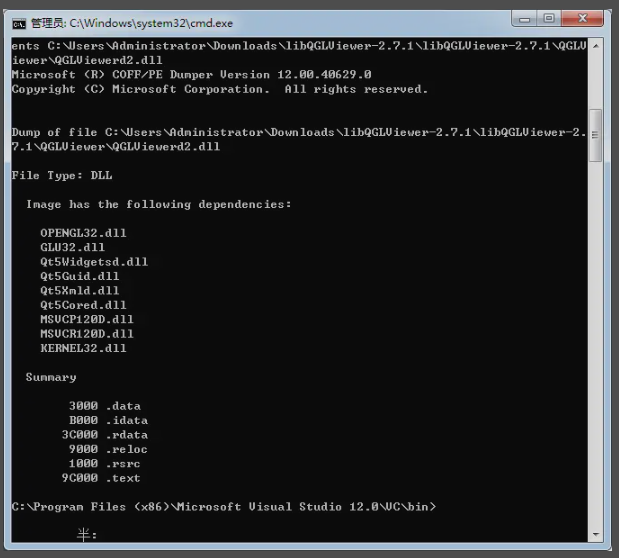 管理员: C:\Windows\system32\cmd.exe
ents C:\Users\Administrator\Downloads\libQGLViewer-2.7.1\libQGLViewer-2.7.1\QGLV
iewer\QGLViewerd2.dll
Microsoft (R) COFF/PE Dumper Version 12.00.40629.0
Copyright (C) Microsoft Corporation.  All rights reserved.
Dump of file C:\Users\Administrator\Downloads\libQGLViewer-2.7.1\libQGLViewer-2.
7.1\QGLViewer\QGLViewerd2.dll
File Type: DLL
Image has the following dependencies:
OPENGL32.dll
GLU32.dll
Qt5Widgetsd.dll
Qt5Guid.dll
Qt5Xmld.dll
Qt5Cored.dll
MSVCP120D.dll
MSVCR120D.dll
KERNEL32.dll
Summary
3000 .data
B000 .idata
3C000 .rdata
9000 .reloc
1000 .rsrc
9C000 .text
C:\Program Files (x86)\Microsoft Visual Studio 12.0\VC\bin>
半: